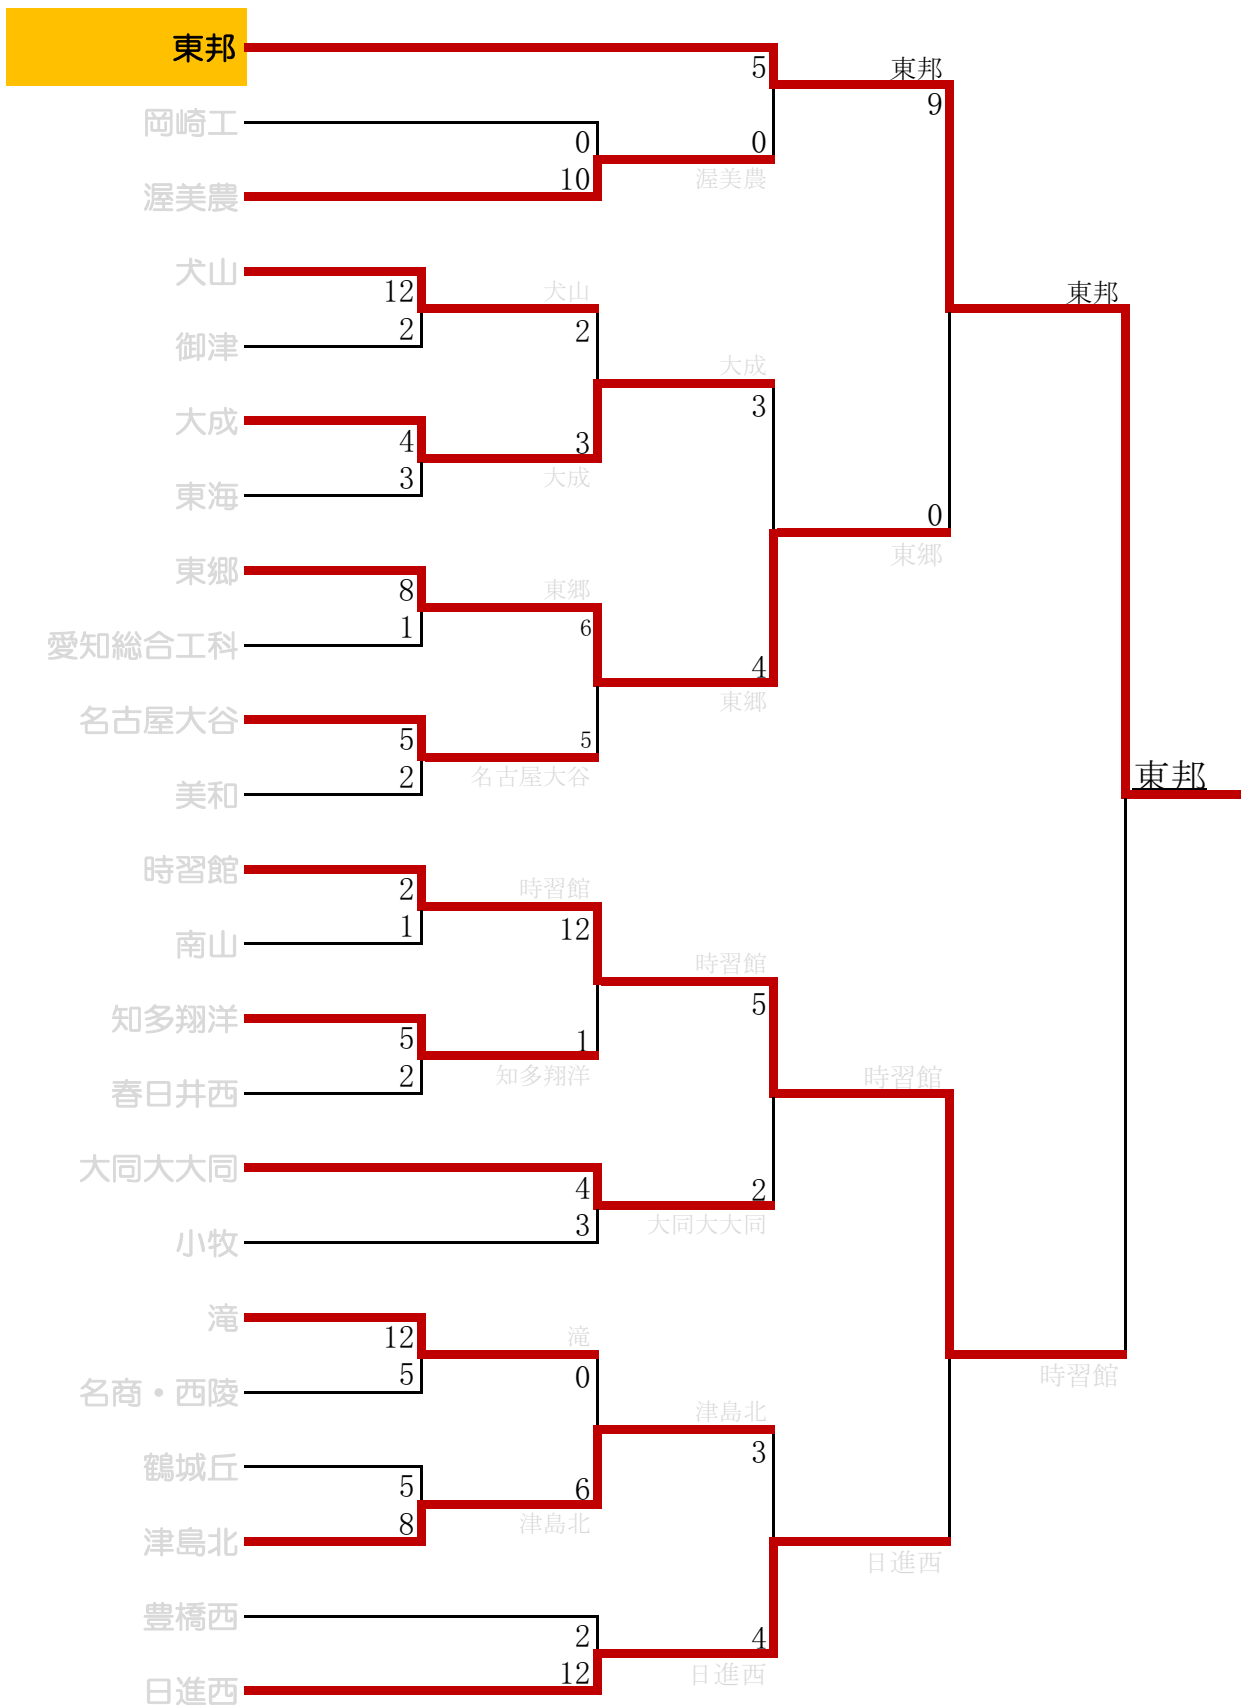 東邦
5
東邦
9
岡崎工
0
0
10
渥美農
渥美農
犬山
12
犬山
東邦
2
2
御津
大成
大成
3
4
3
3
大成
東海
0
東郷
東郷
東郷
8
6
1
愛知総合工科
4
東郷
名古屋大谷
5
5
2
名古屋大谷
東邦
美和
時習館
2
時習館
1
12
南山
時習館
5
知多翔洋
5
1
2
知多翔洋
時習館
春日井西
大同大大同
4
2
3
大同大大同
小牧
滝
12
滝
5
0
時習館
名商・西陵
津島北
3
鶴城丘
5
6
8
津島北
津島北
日進西
豊橋西
2
4
12
日進西
日進西